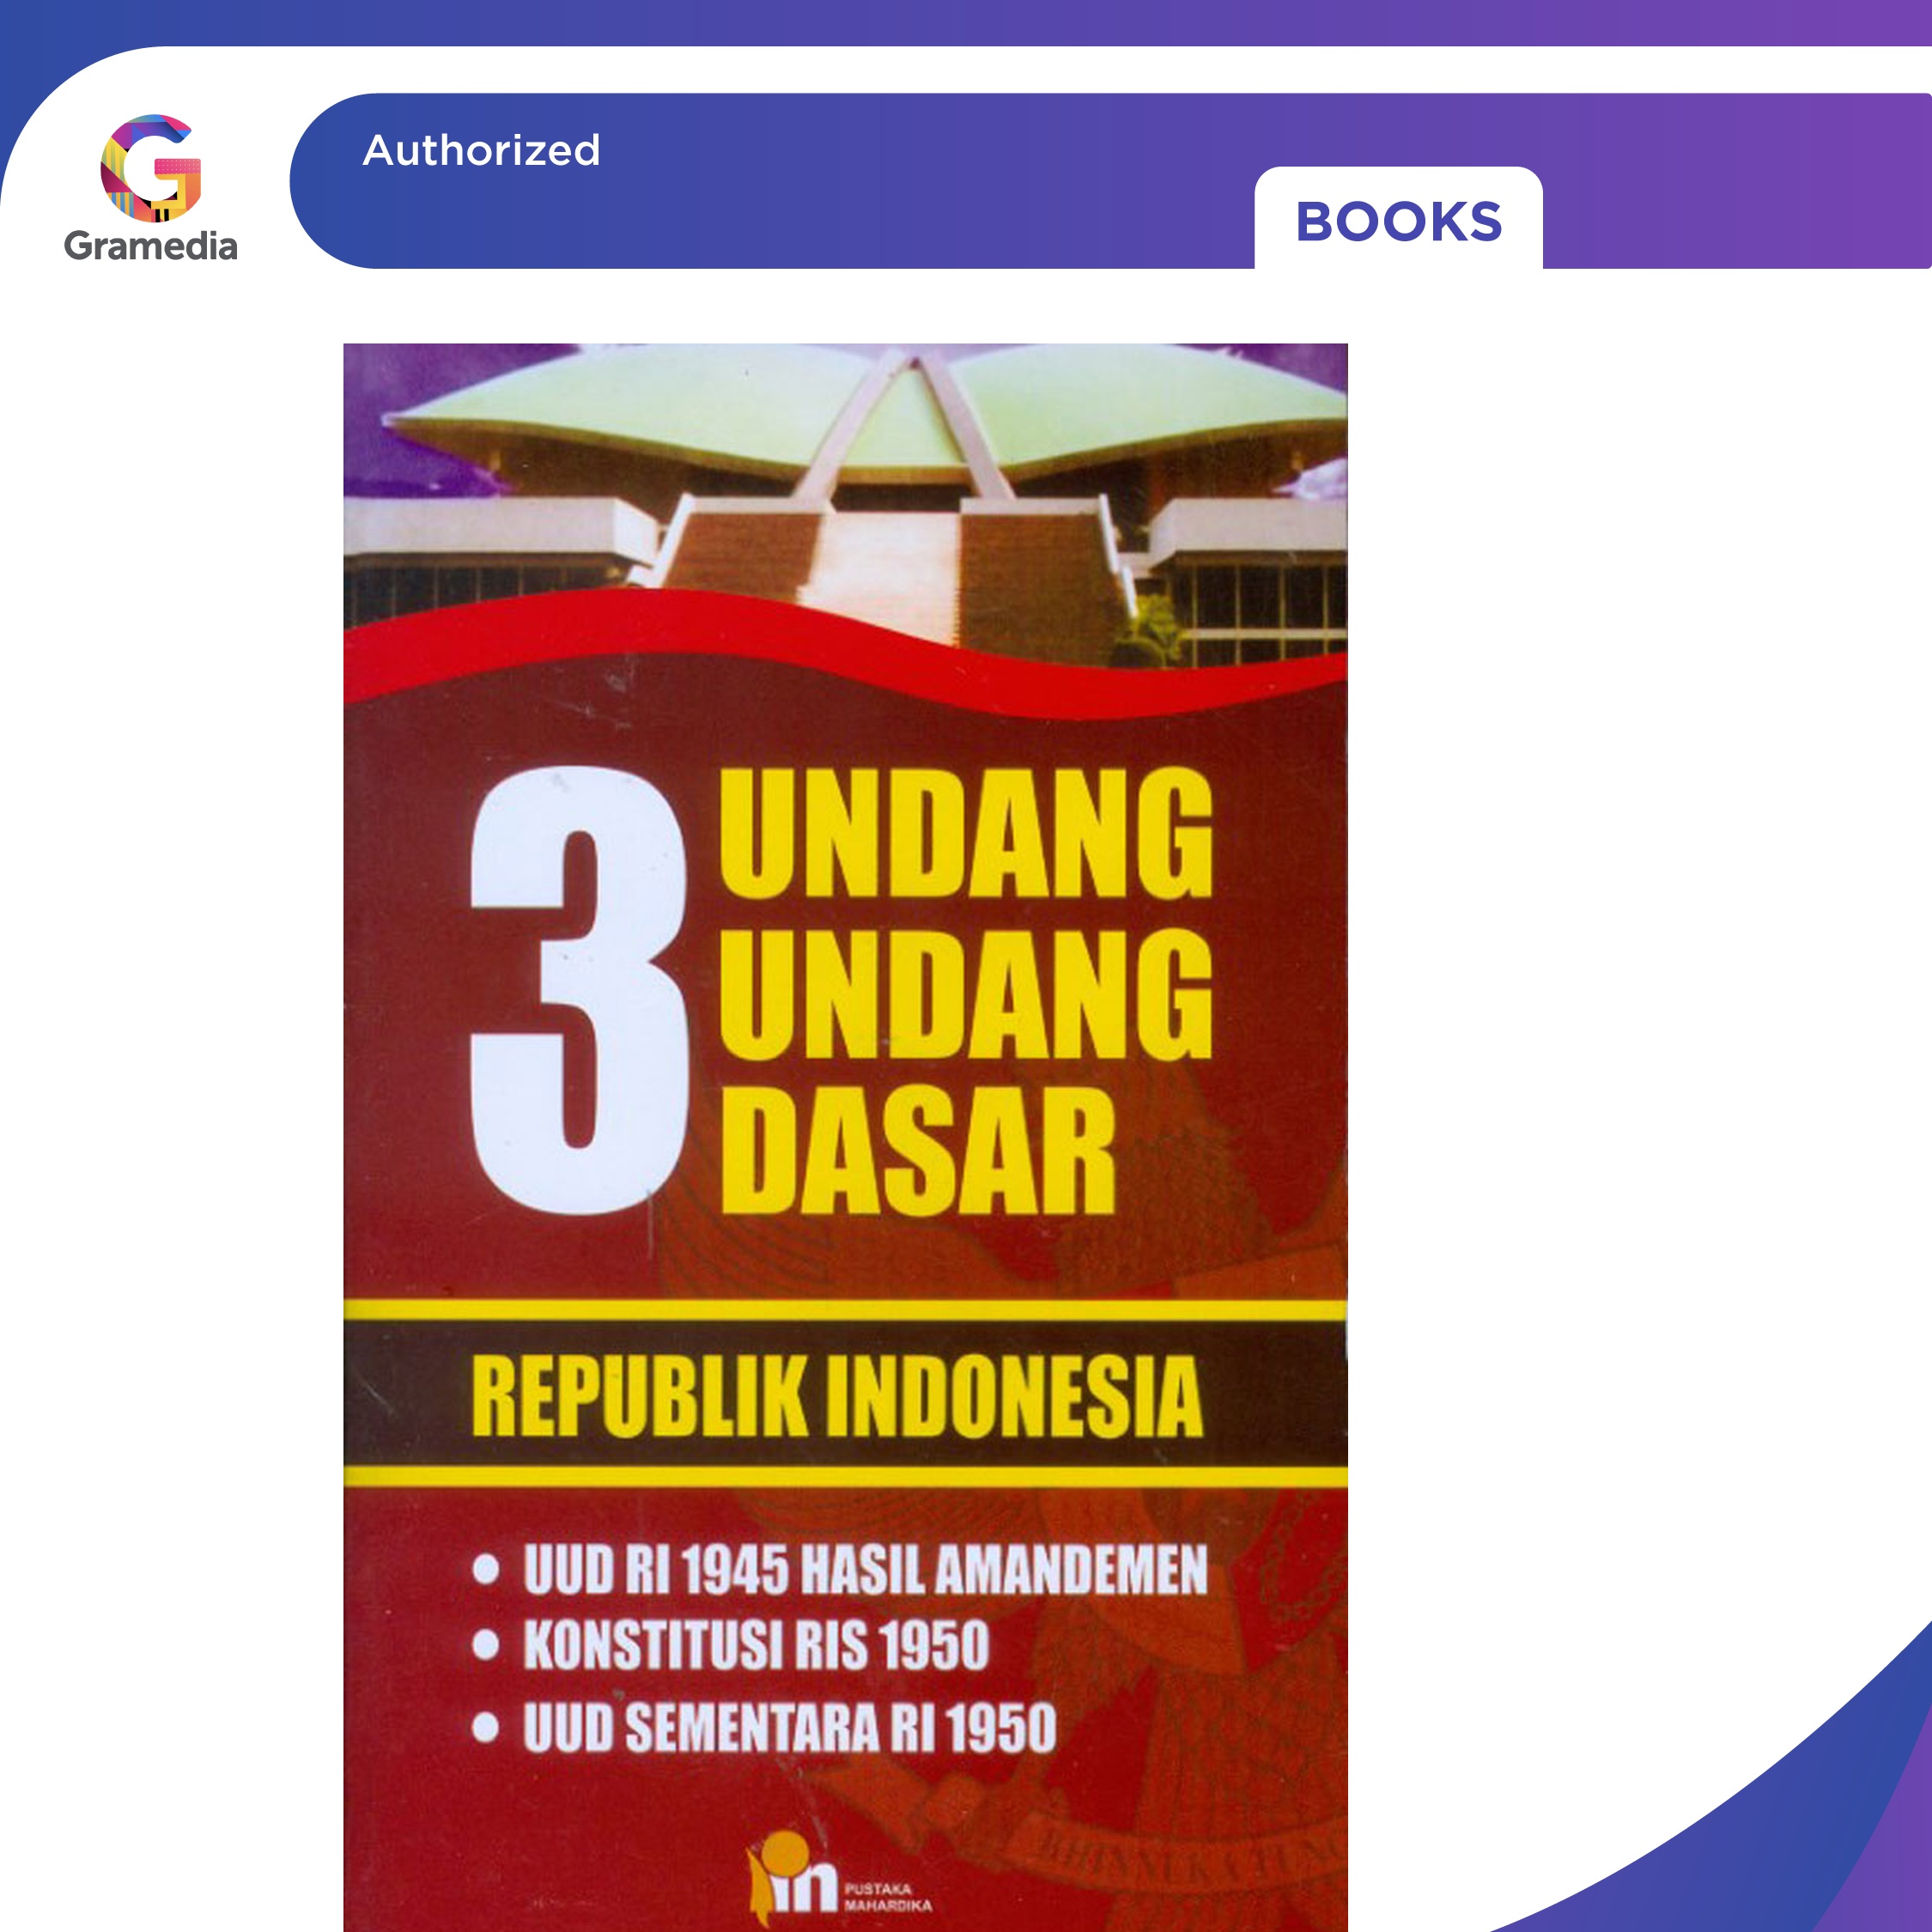 Gramedia
Authorized
BOOKS
3 UNDANG
UNDANG
DASAR
REPUBLIK INDONESIA
• UUD RI 1945 HASIL AMANDEMEN
• KONSTITUSI RIS 1950
• UUD SEMENTARA RI 1950
in PUSTAKA
MAHARDIKA